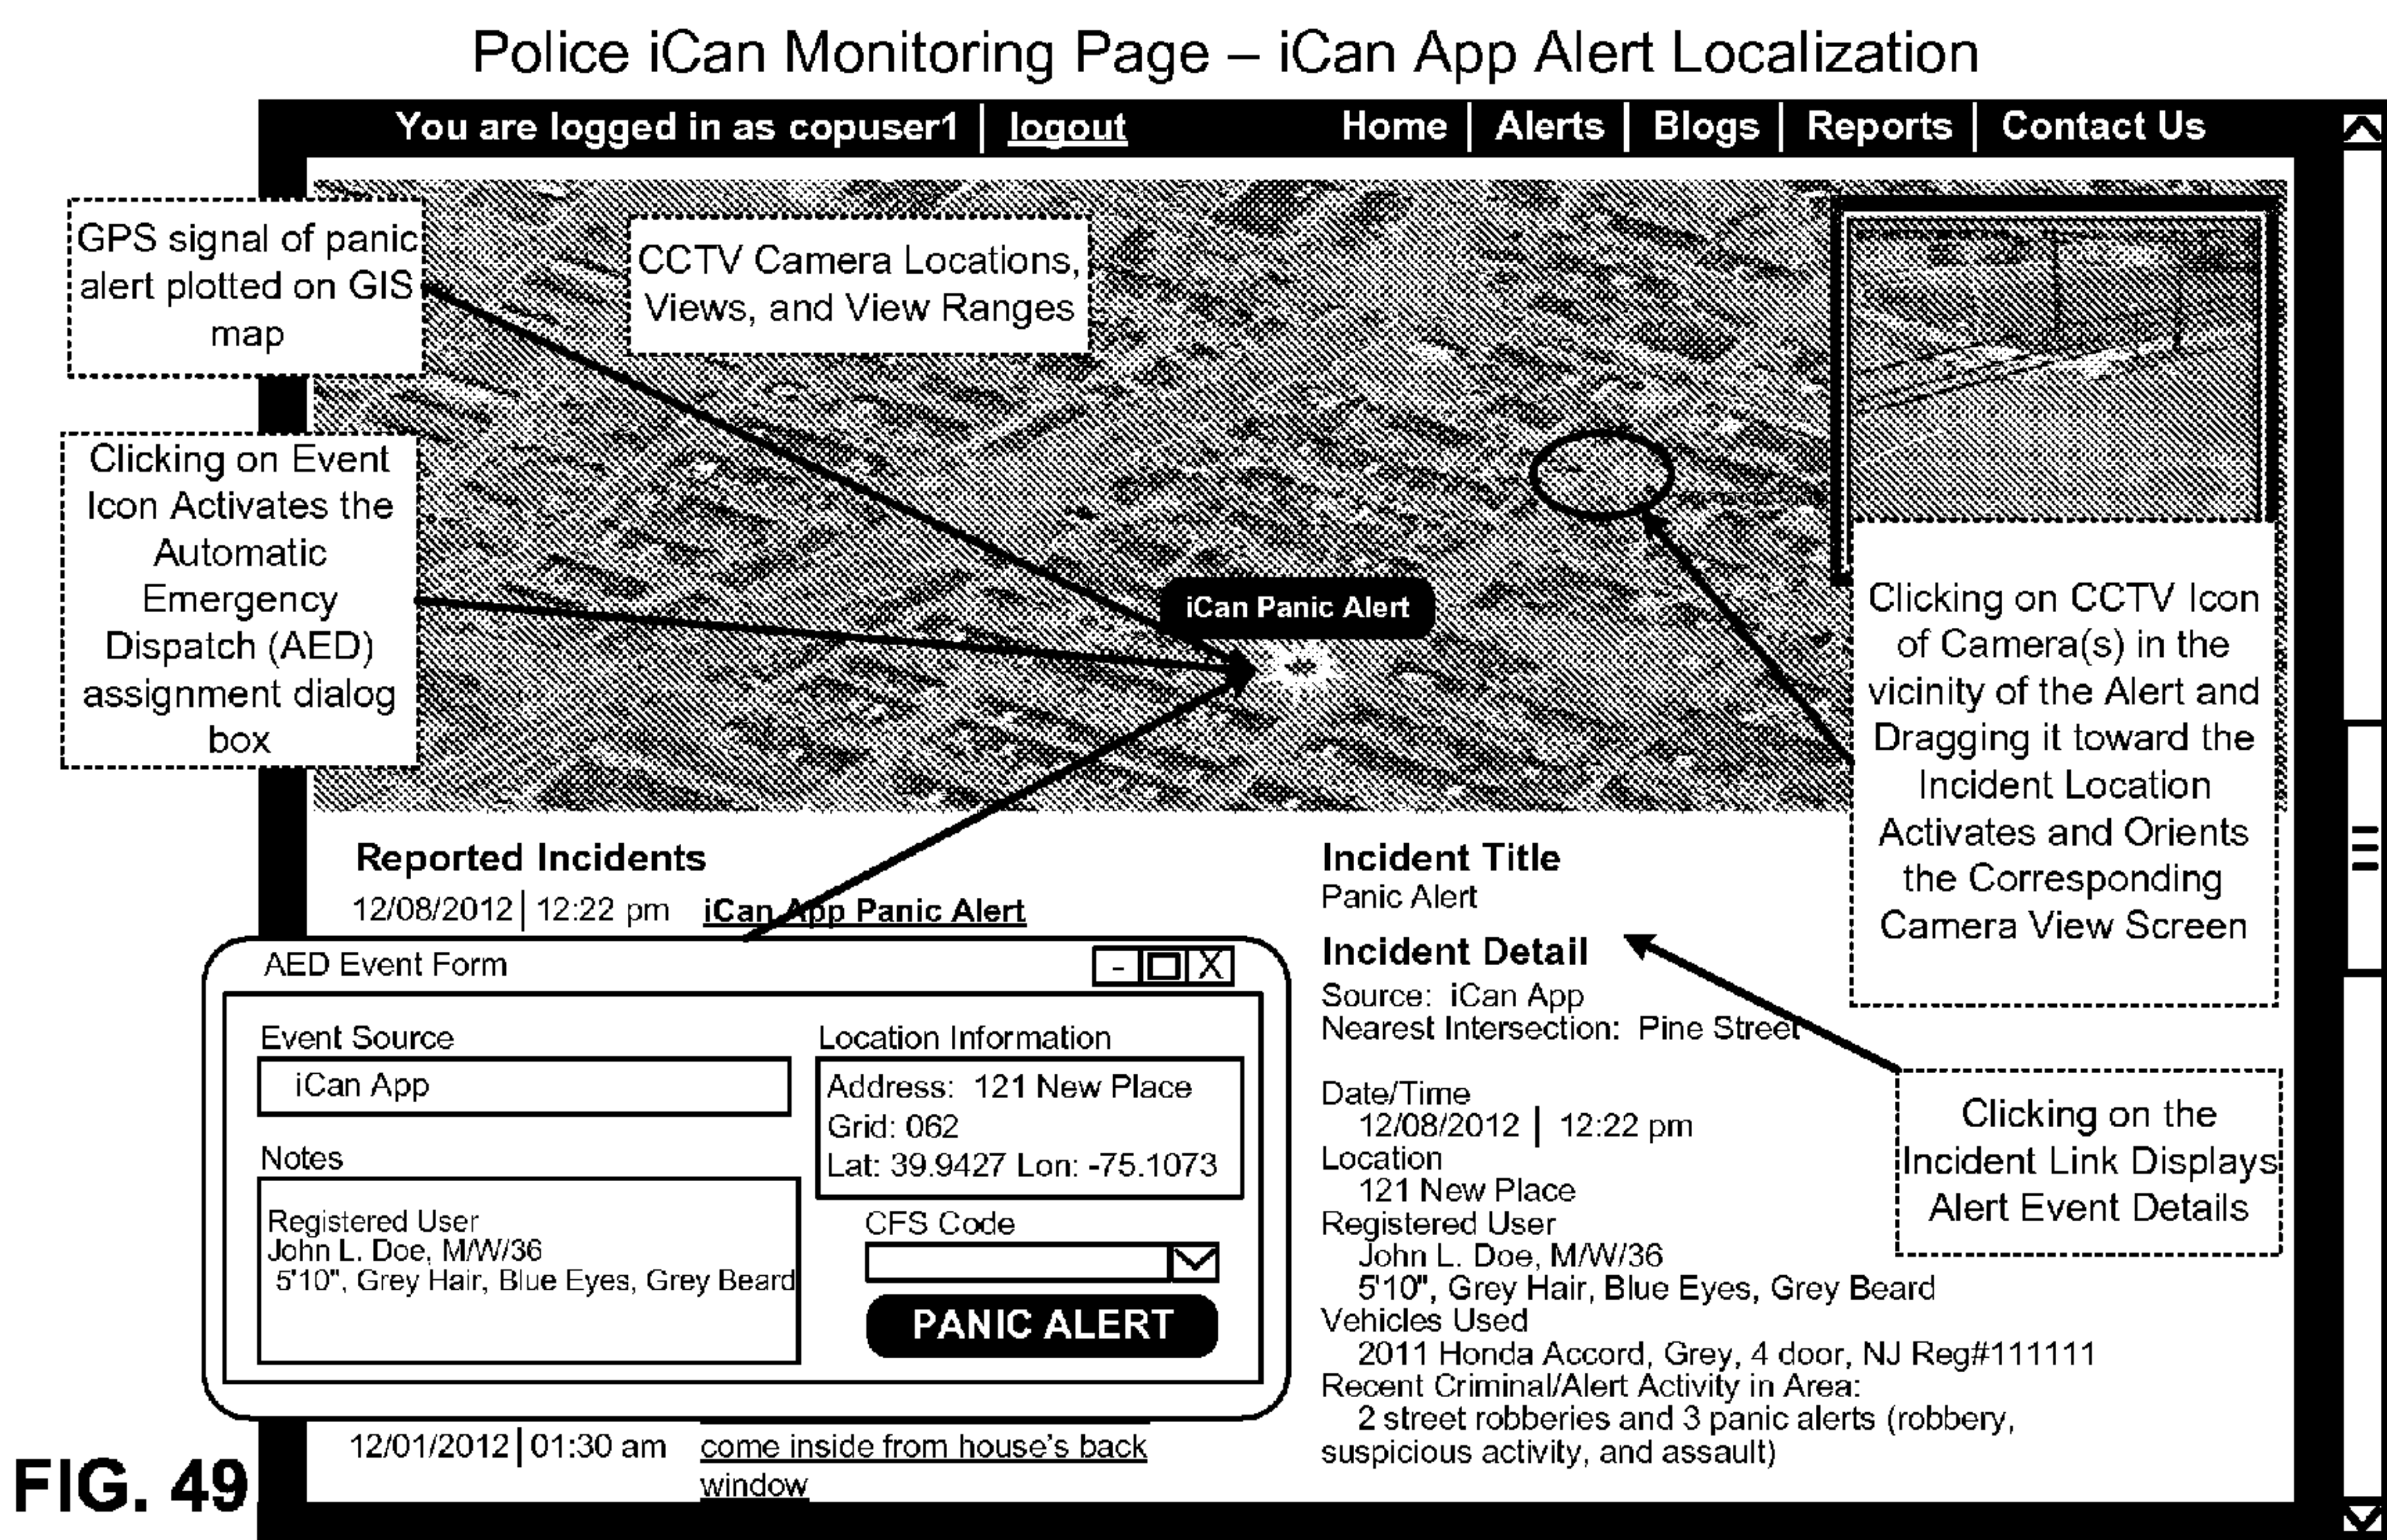 Police iCan Monitoring Page – iCan App Alert Localization
You are logged in as copuser1 | logout
Home | Alerts | Blogs | Reports | Contact Us
GPS signal of panic
alert plotted on GIS
map
CCTV Camera Locations,
Views, and View Ranges
Clicking on Event
Icon Activates the
Automatic
Emergency
Dispatch (AED)
assignment dialog
box
iCan Panic Alert
Clicking on CCTV Icon
of Camera(s) in the
vicinity of the Alert and
Dragging it toward the
Incident Location
Activates and Orients
the Corresponding
Camera View Screen
Reported Incidents
12/08/2012 | 12:22 pm iCan App Panic Alert
AED Event Form
- X
Event Source
iCan App
Notes
Registered User
John L. Doe, M/W/36
5'10", Grey Hair, Blue Eyes, Grey Beard
Location Information
Address: 121 New Place
Grid: 062
Lat: 39.9427 Lon: -75.1073
CFS Code
PANIC ALERT
12/01/2012 | 01:30 am come inside from house's back
window
Incident Title
Panic Alert
Incident Detail
Source: iCan App
Nearest Intersection: Pine Street
Date/Time
12/08/2012 | 12:22 pm
Location
121 New Place
Registered User
John L. Doe, M/W/36
5'10", Grey Hair, Blue Eyes, Grey Beard
Vehicles Used
2011 Honda Accord, Grey, 4 door, NJ Reg#111111
Recent Criminal/Alert Activity in Area:
2 street robberies and 3 panic alerts (robbery,
suspicious activity, and assault)
Clicking on the
Incident Link Displays
Alert Event Details
FIG. 49